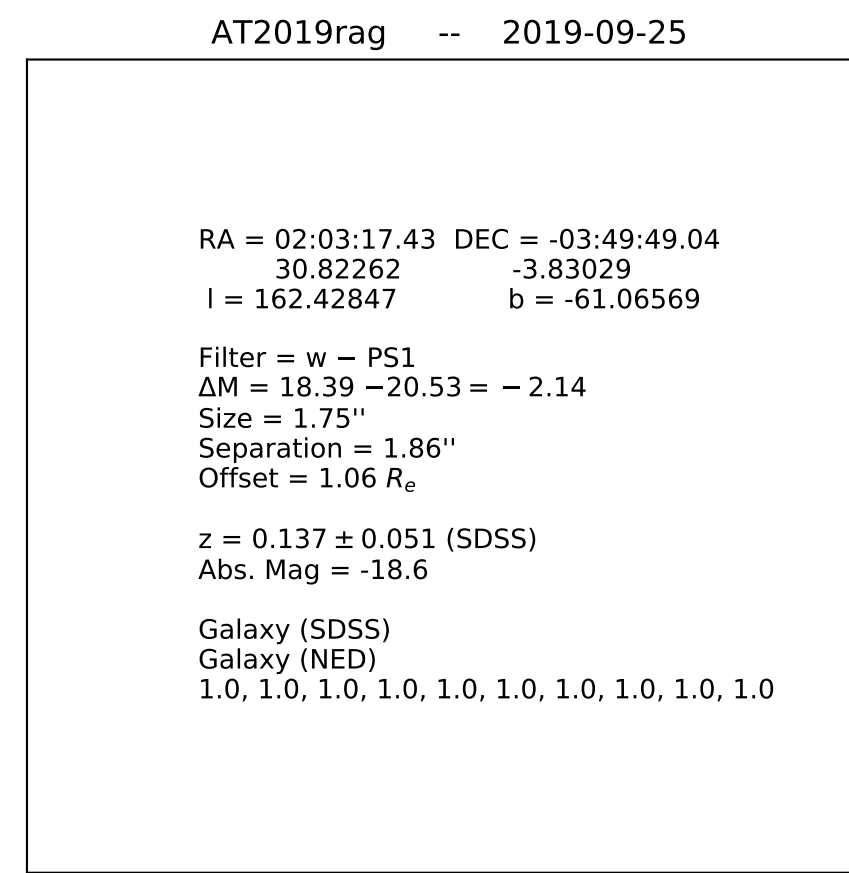 AT2019rag -- 2019-09-25
RA = 02:03:17.43 DEC = -03:49:49.04
30.82262 -3.83029
l = 162.42847 b = -61.06569
Filter = w − PS1
ΔM = 18.39 −20.53 = −2.14
Size = 1.75''
Separation = 1.86''
Offset = 1.06 Rₑ
z = 0.137 ± 0.051 (SDSS)
Abs. Mag = -18.6
Galaxy (SDSS)
Galaxy (NED)
1.0, 1.0, 1.0, 1.0, 1.0, 1.0, 1.0, 1.0, 1.0, 1.0